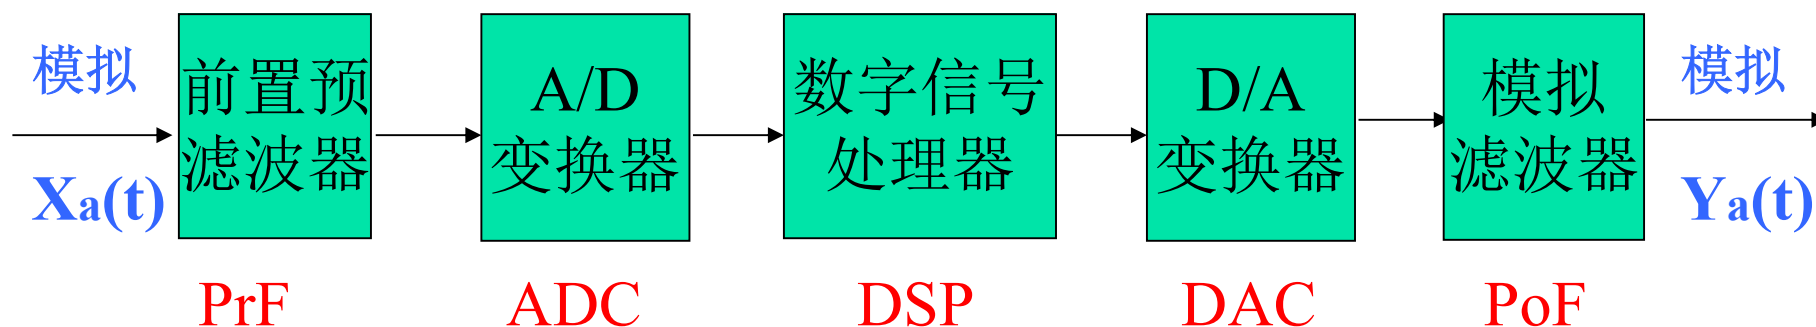 模拟
Xa(t)
前置预
滤波器
PrF
A/D
变换器
ADC
数字信号
处理器
DSP
D/A
变换器
DAC
模拟
滤波器
PoF
模拟
Ya(t)